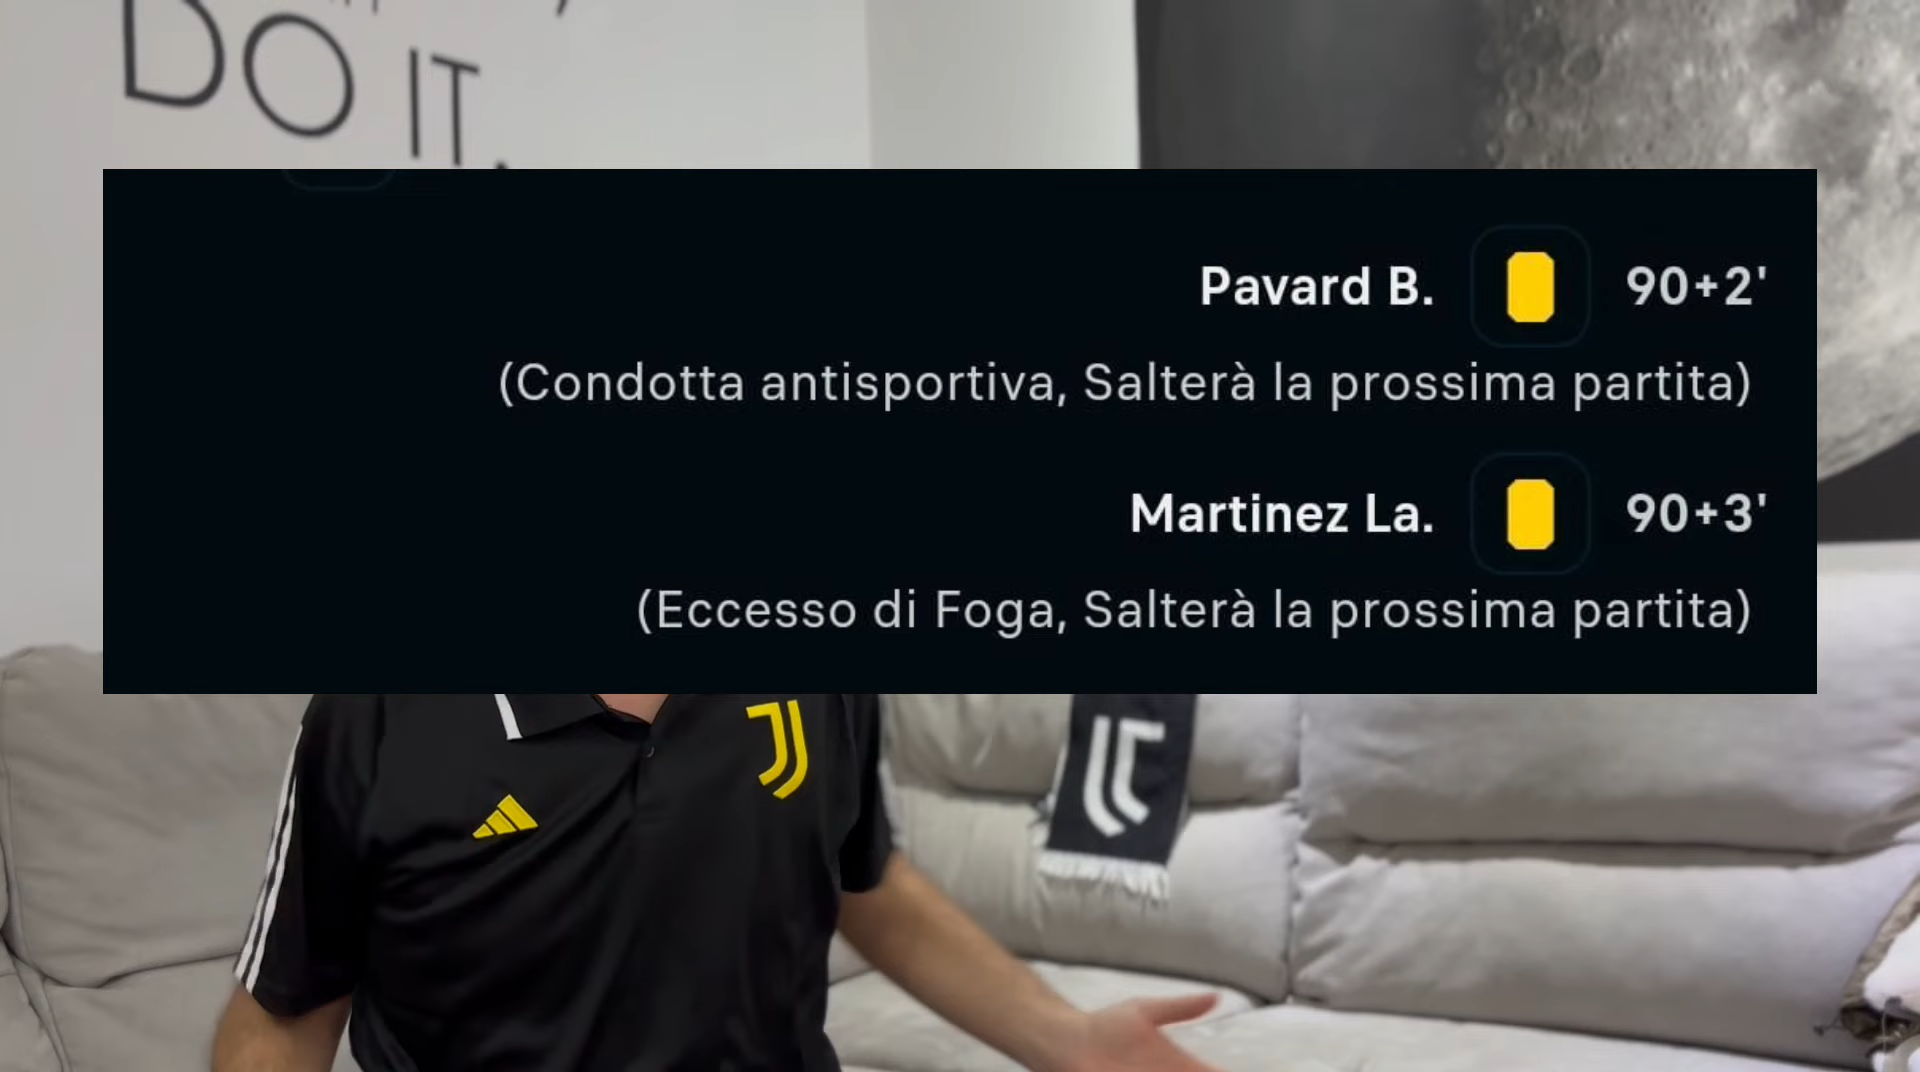 DO IT.
Pavard B. 90+2'
(Condotta antisportiva, Salterà la prossima partita)
Martinez La. 90+3'
(Eccesso di Foga, Salterà la prossima partita)